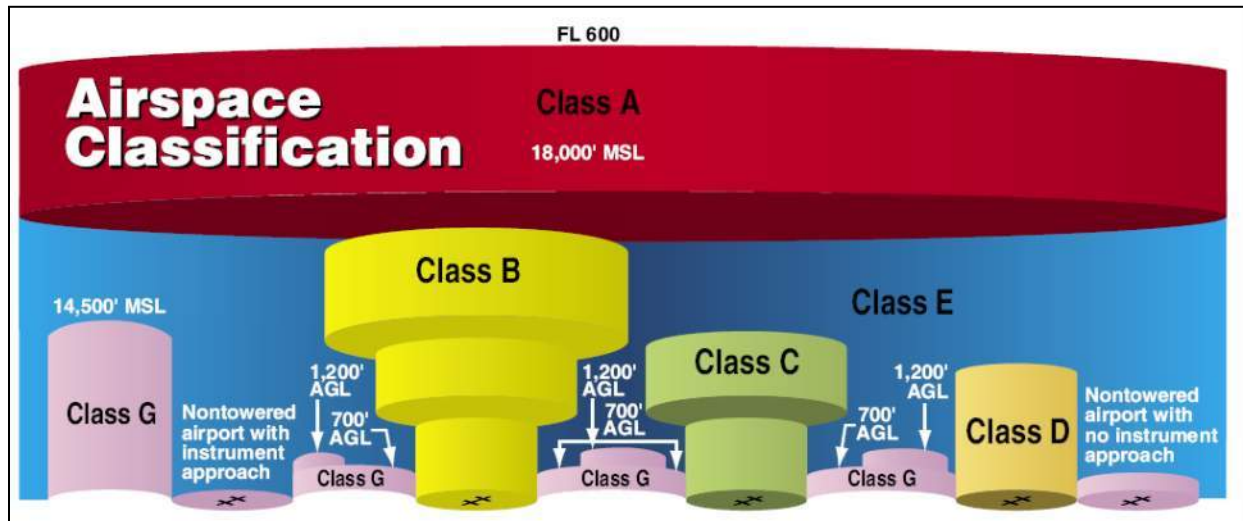 FL 600
Airspace
Classification
Class A
18,000' MSL
Class B
14,500' MSL
Class E
Class C
1,200'
AGL
1,200'
AGL
1,200'
AGL
Class G
Nontowered
airport with
instrument
approach
700'
AGL
Class G
700'
AGL
Class G
700'
AGL
Class G
Class D
Nontowered
airport with
no instrument
approach